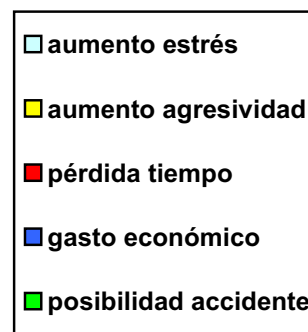 aumento estrés
aumento agresividad
pérdida tiempo
gasto económico
posibilidad accidente